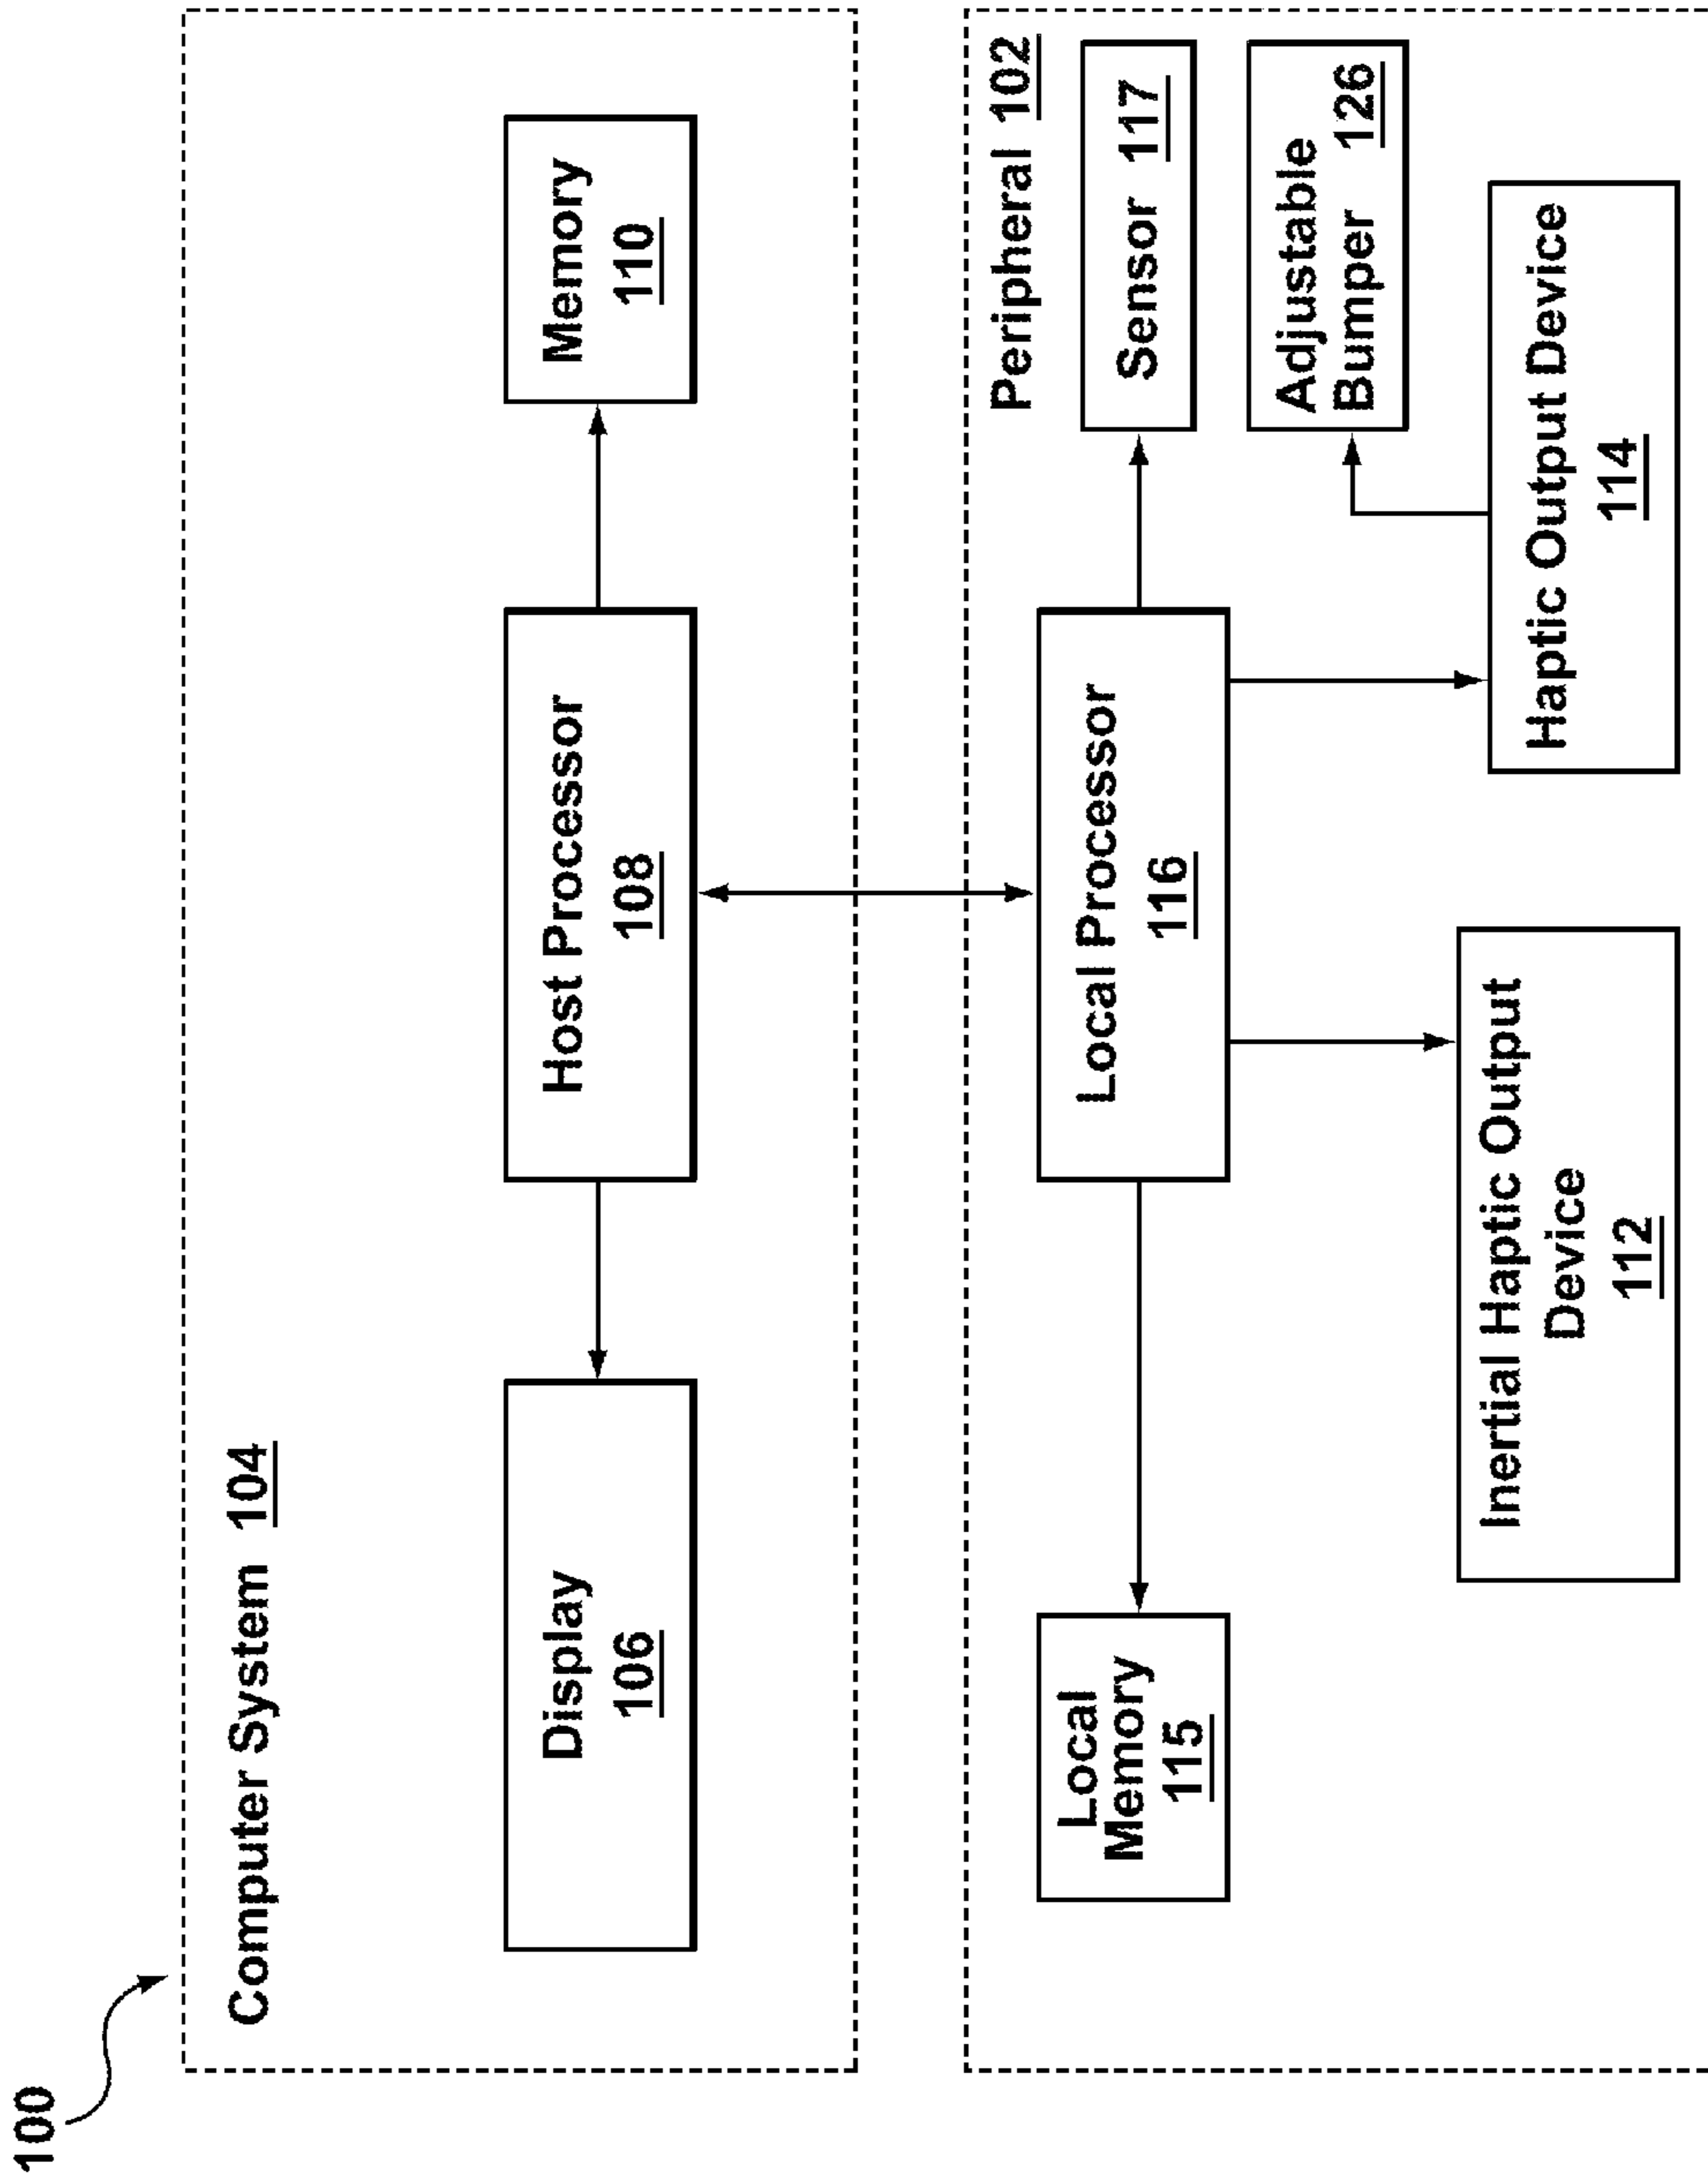 100
Computer System 104
Display
106
Host Processor
108
Memory
110
Peripheral 102
Local
Memory
115
Local Processor
116
Sensor 117
Adjustable
Bumper 126
Inertial Haptic Output
Device
112
Haptic Output Device
114